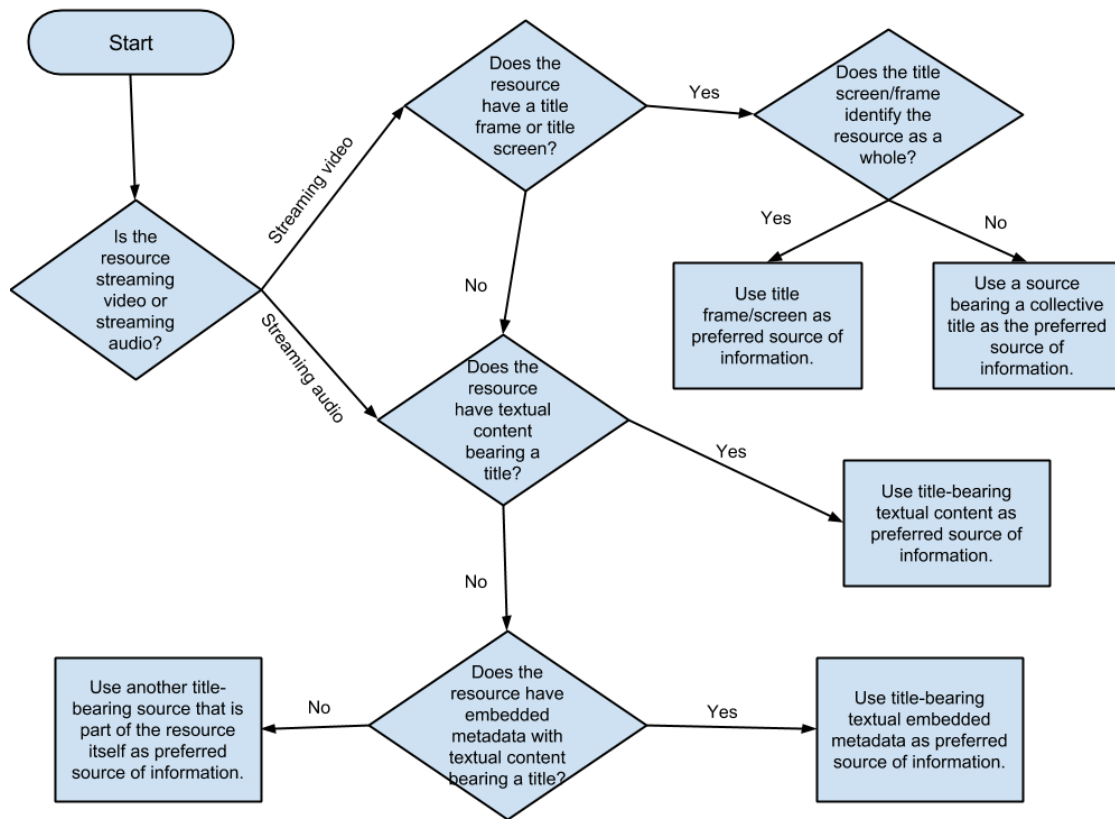 Start
Is the
resource
streaming
video or
streaming
audio?
Streaming video
Streaming audio
Does the
resource
have a title
frame or title
screen?
Yes
Does the title
screen/frame
identify the
resource as a
whole?
Yes
No
Use title
frame/screen as
preferred source of
information.
Use a source
bearing a collective
title as the preferred
source of
information.
No
Does the
resource
have textual
content
bearing a
title?
Yes
Use title-bearing
textual content as
preferred source of
information.
No
Does the
resource have
embedded
metadata with
textual content
bearing a title?
No
Use another title-
bearing source that is
part of the resource
itself as preferred
source of information.
Yes
Use title-bearing
textual embedded
metadata as preferred
source of information.